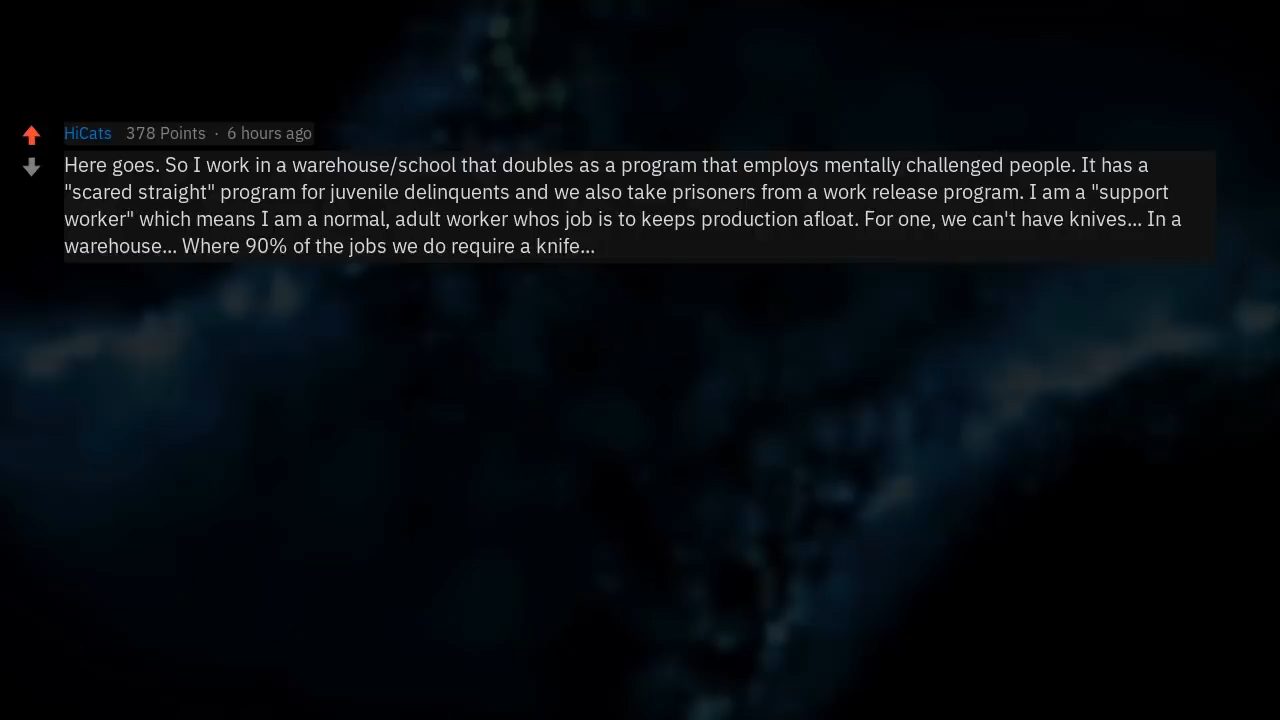 HiCats 378 Points · 6 hours ago
Here goes. So I work in a warehouse/school that doubles as a program that employs mentally challenged people. It has a
"scared straight" program for juvenile delinquents and we also take prisoners from a work release program. I am a "support
worker" which means I am a normal, adult worker whos job is to keeps production afloat. For one, we can't have knives... In a
warehouse... Where 90% of the jobs we do require a knife...